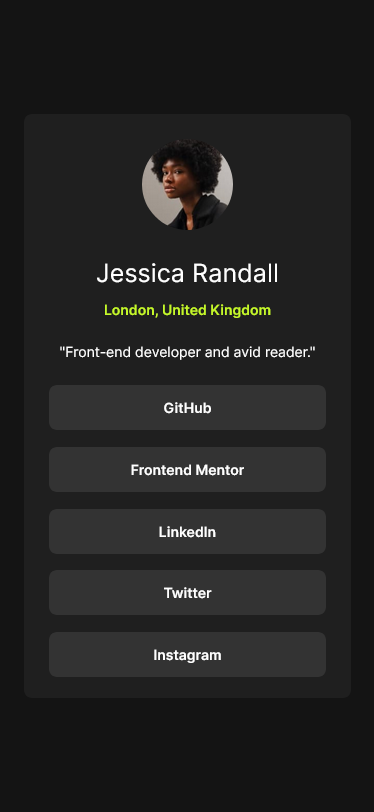 Jessica Randall
London, United Kingdom
"Front-end developer and avid reader."
GitHub
Frontend Mentor
LinkedIn
Twitter
Instagram